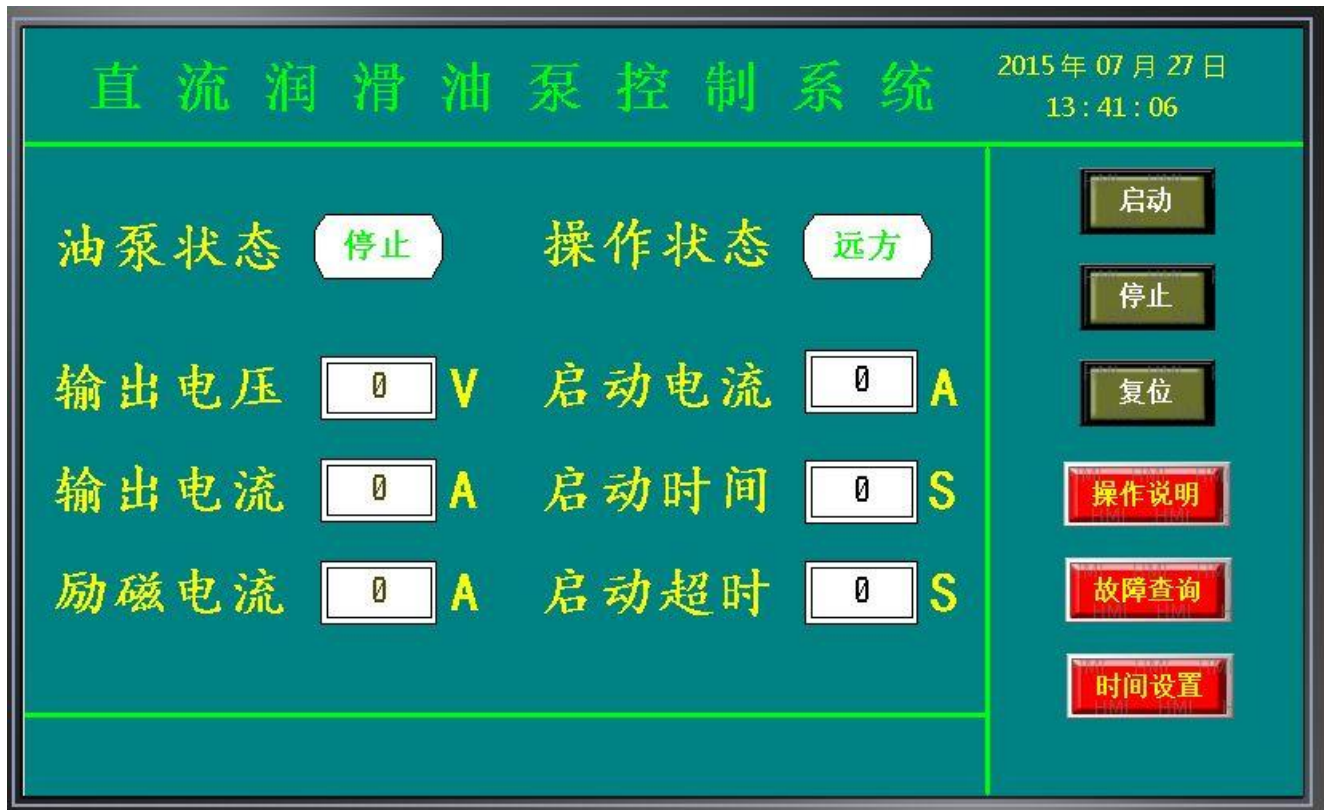 直流润滑油泵控制系统
2015年07月27日
13:41:06
油泵状态 停止 操作状态 远方
输出电压 0 V 启动电流 0 A
输出电流 0 A 启动时间 0 S
励磁电流 0 A 启动超时 0 S
启动
停止
复位
操作说明
故障查询
时间设置